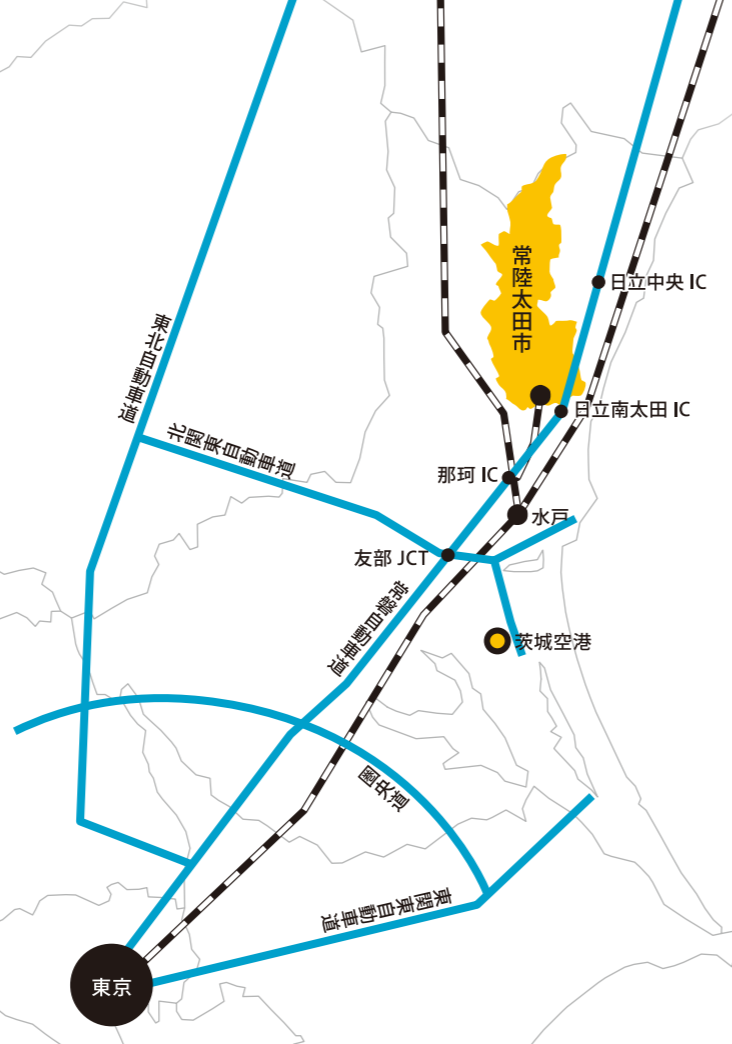 常陸太田市
日立中央 IC
東北自動車道
日立南太田 IC
北関東自動車道
那珂 IC
水戸
友部 JCT
常磐自動車道
茨城空港
圏央道
東関東自動車道
東京